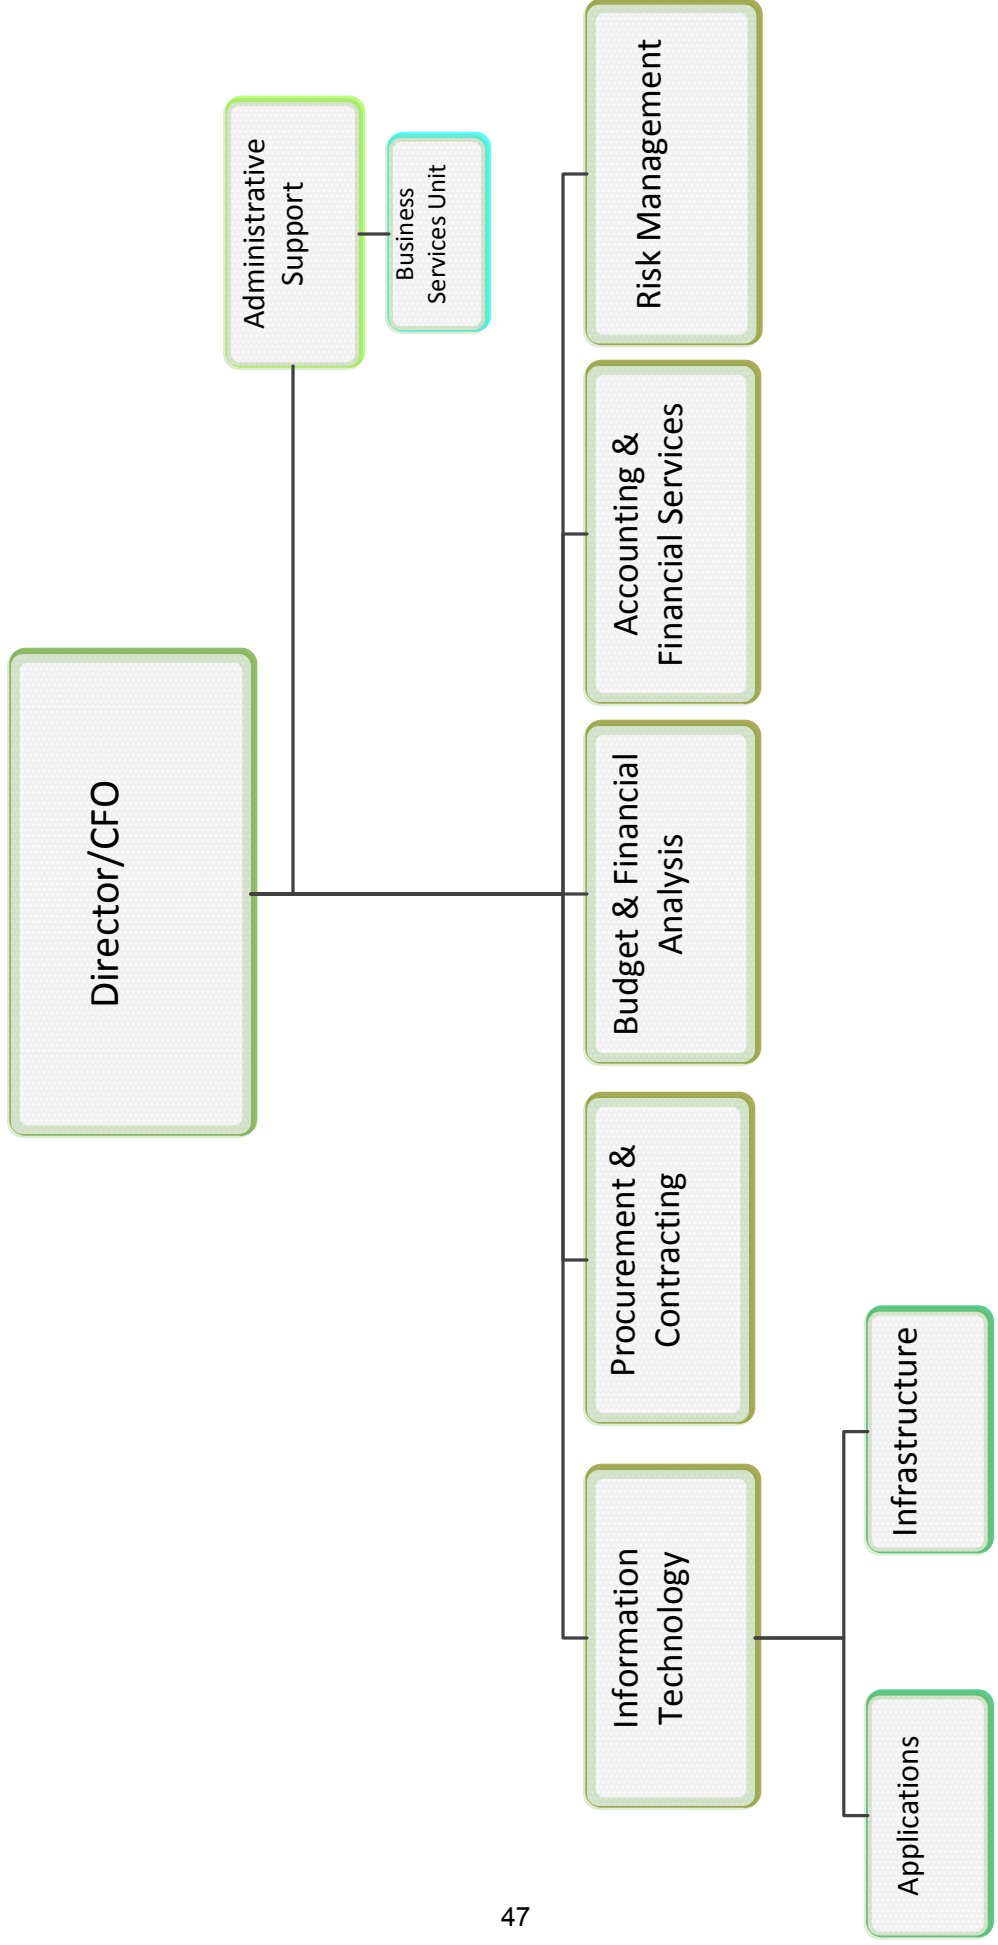 Director/CFO
Administrative
Support
Business
Services Unit
Information
Technology
Procurement &
Contracting
Budget & Financial
Analysis
Accounting &
Financial Services
Risk Management
Applications
Infrastructure
47